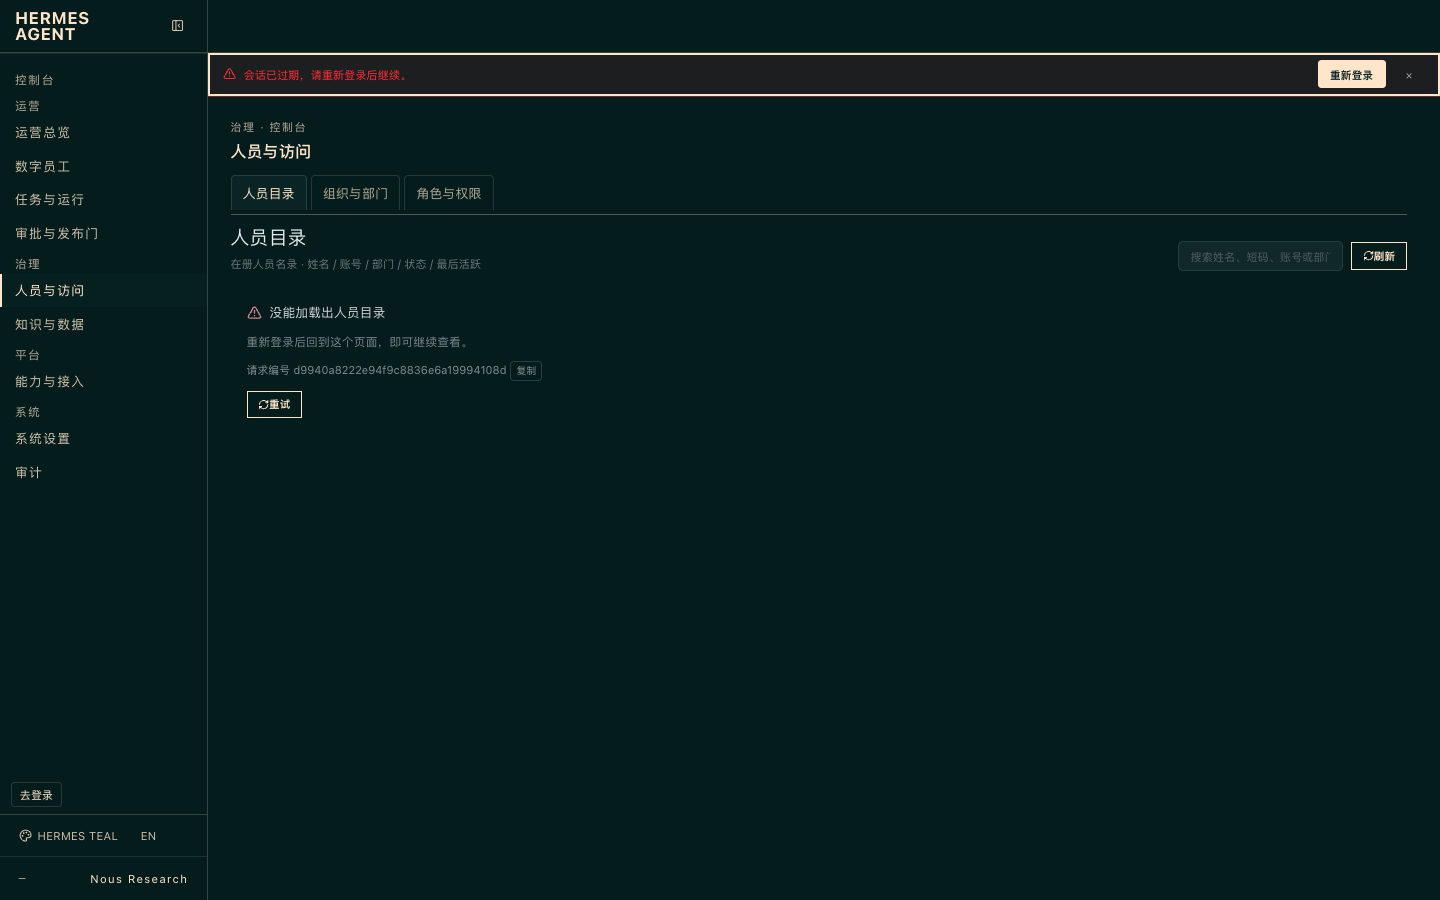 HERMES
AGENT
会话已过期，请重新登录后继续。
重新登录
×
控制台
运营
运营总览
数字员工
任务与运行
审批与发布门
治理
人员与访问
知识与数据
平台
能力与接入
系统
系统设置
审计
去登录
HERMES TEAL
EN
–
Nous Research
治理 · 控制台
人员与访问
人员目录
组织与部门
角色与权限
人员目录
在册人员名录 · 姓名 / 账号 / 部门 / 状态 / 最后活跃
搜索姓名、短码、账号或部门
刷新
没能加载出人员目录
重新登录后回到这个页面，即可继续查看。
请求编号 d9940a8222e94f9c8836e6a19994108d 复制
重试